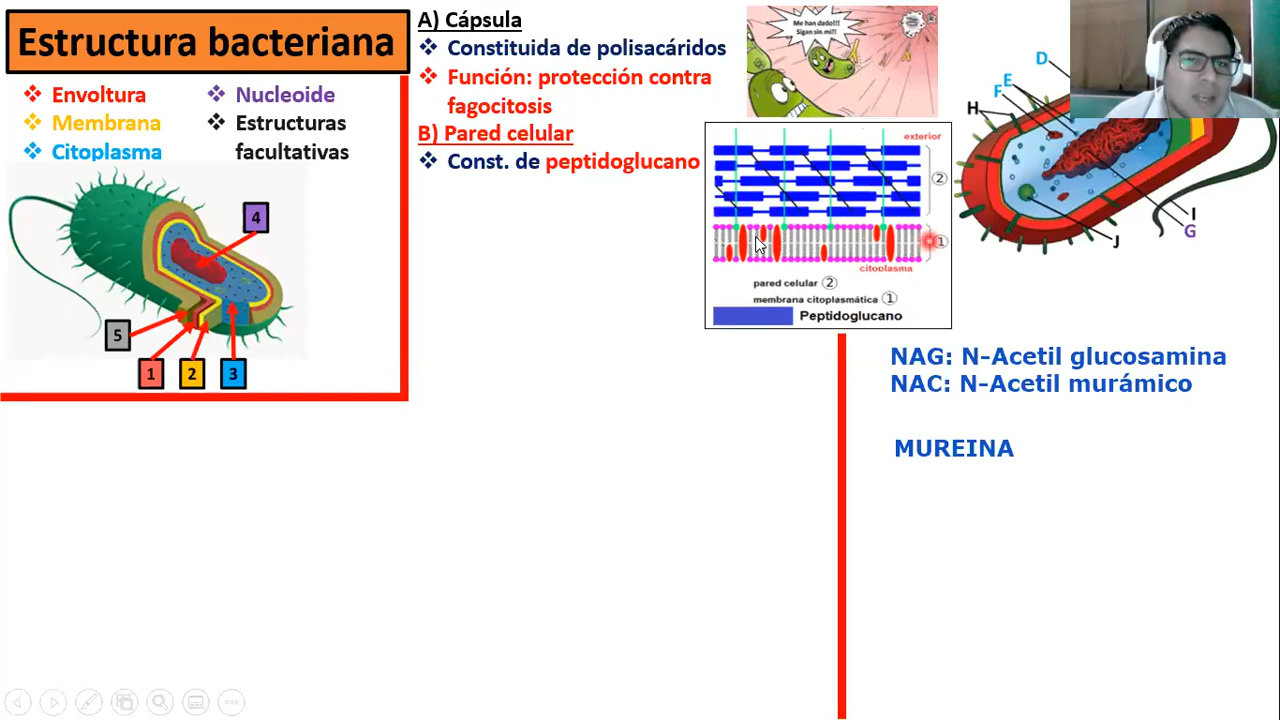 Estructura bacteriana
❖ Envoltura
❖ Membrana
❖ Citoplasma
❖ Nucleoide
❖ Estructuras
facultativas
4
5
1
2
3
A) Cápsula
❖ Constituida de polisacáridos
❖ Función: protección contra
fagocitosis
B) Pared celular
❖ Const. de peptidoglucano
Me han dado!!!
Sigan sin mi!!
exterior
2
1
citoplasma
pared celular 2
membrana citoplasmática 1
Peptidoglucano
D
E
F
H
I
G
J
NAG: N-Acetil glucosamina
NAC: N-Acetil murámico
MUREINA